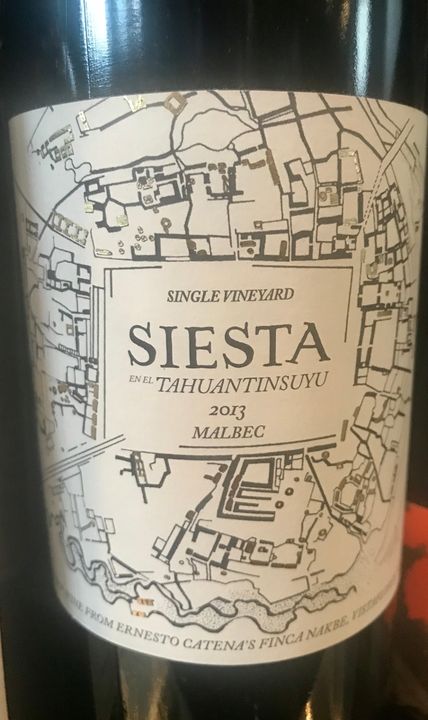 SINGLE VINEYARD
SIESTA
EN EL TAHUANTINSUYU
2013
MALBEC
FROM ERNESTO CATENA'S FINCA NAKBE,